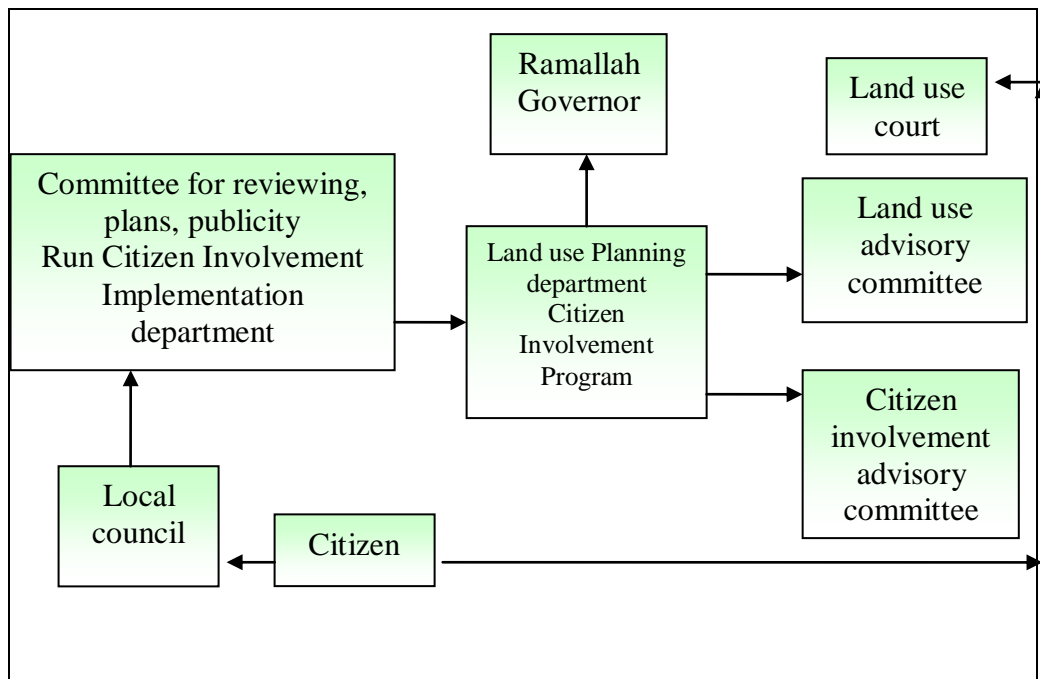 Ramallah
Governor
Land use
court
Committee for reviewing,
plans, publicity
Run Citizen Involvement
Implementation
department
Land use Planning
department
Citizen
Involvement
Program
Land use
advisory
committee
Citizen
involvement
advisory
committee
Local
council
Citizen